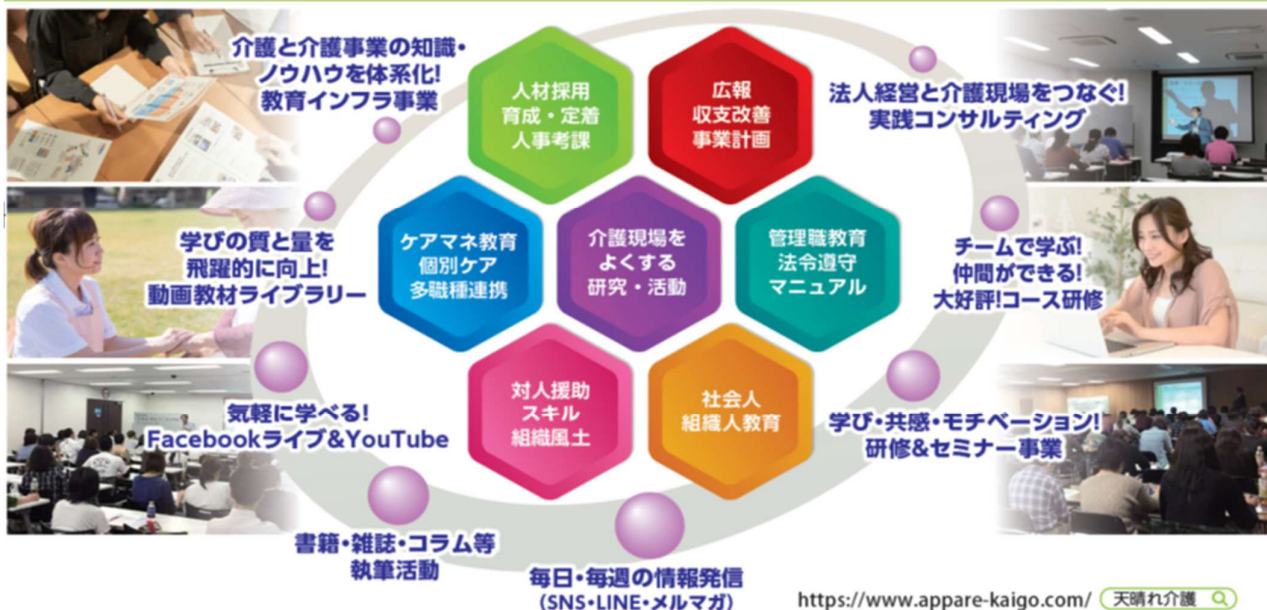 介護と介護事業の知識・
ノウハウを体系化!
教育インフラ事業
人材採用
育成・定着
人事考課
広報
収支改善
事業計画
法人経営と介護現場をつなぐ!
実践コンサルティング
学びの質と量を
飛躍的に向上!
動画教材ライブラリー
ケアマネ教育
個別ケア
多職種連携
介護現場を
よくする
研究・活動
管理職教育
法令遵守
マニュアル
チームで学ぶ!
仲間ができる!
大好評!コース研修
気軽に学べる!
Facebookライブ&YouTube
対人援助
スキル
組織風土
社会人
組織人教育
学び・共感・モチベーション!
研修&セミナー事業
書籍・雑誌・コラム等
執筆活動
毎日・毎週の情報発信
(SNS・LINE・メルマガ)
https://www.appare-kaigo.com/ 天晴れ介護